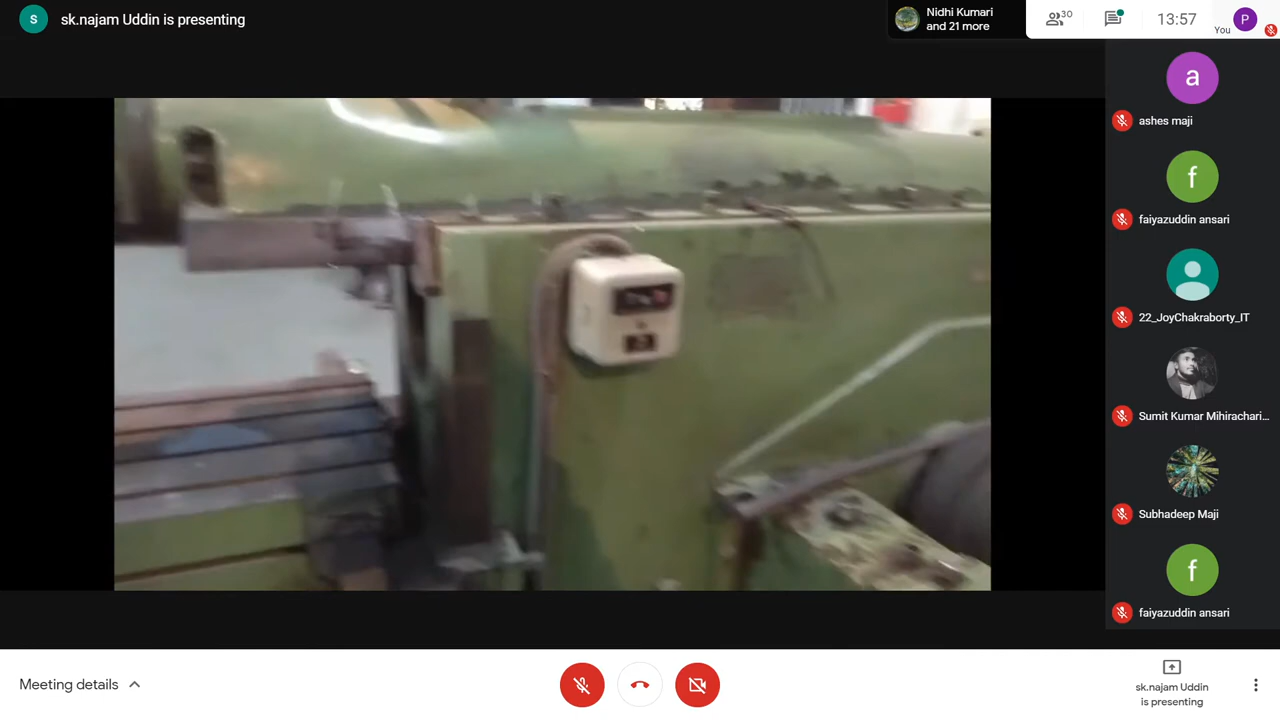 S
sk.najam Uddin is presenting
Nidhi Kumari
and 21 more
30
13:57
You
P
a
ashes maji
f
faiyazuddin ansari
22_JoyChakraborty_IT
Sumit Kumar Mihirachari...
Subhadeep Maji
f
faiyazuddin ansari
Meeting details
sk.najam Uddin
is presenting